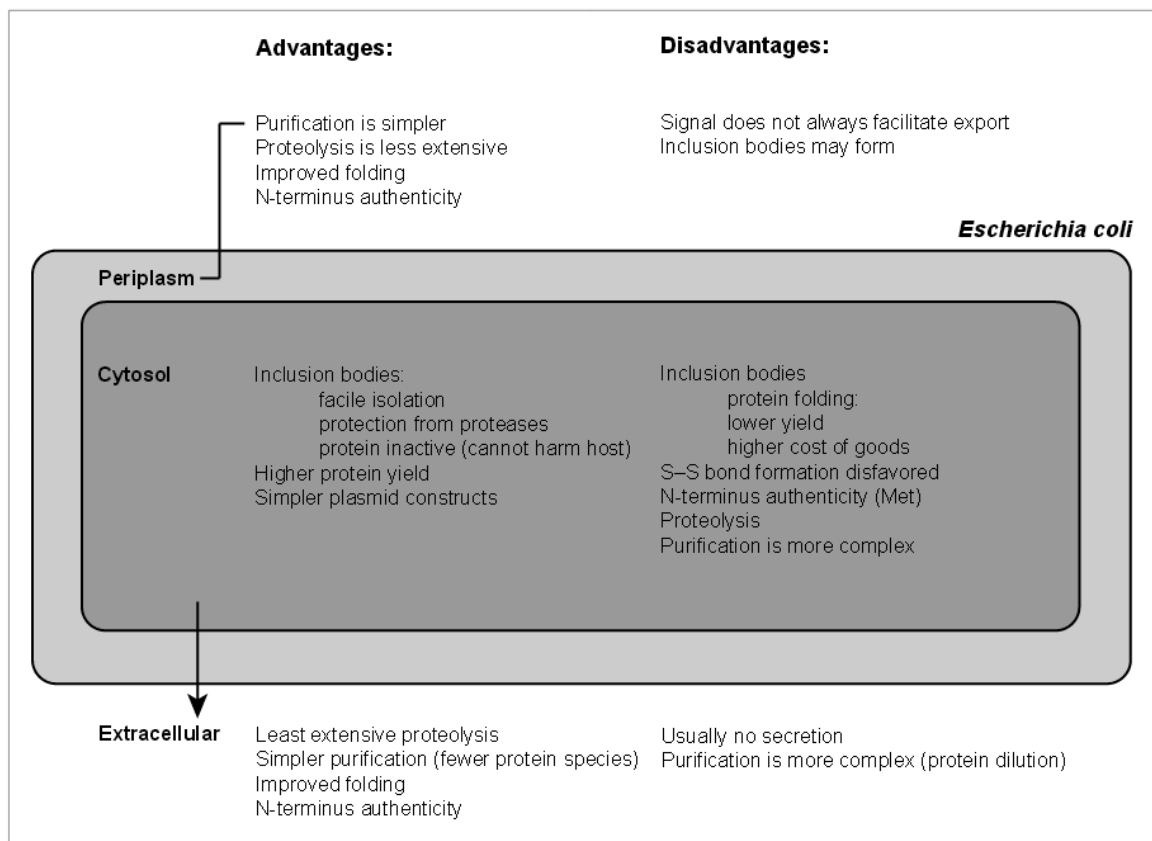 Advantages:
Disadvantages:
Purification is simpler
Proteolysis is less extensive
Improved folding
N-terminus authenticity
Signal does not always facilitate export
Inclusion bodies may form
Escherichia coli
Periplasm
Cytosol
Inclusion bodies:
facile isolation
protection from proteases
protein inactive (cannot harm host)
Higher protein yield
Simpler plasmid constructs
Inclusion bodies
protein folding:
lower yield
higher cost of goods
S–S bond formation disfavored
N-terminus authenticity (Met)
Proteolysis
Purification is more complex
Extracellular
Least extensive proteolysis
Simpler purification (fewer protein species)
Improved folding
N-terminus authenticity
Usually no secretion
Purification is more complex (protein dilution)